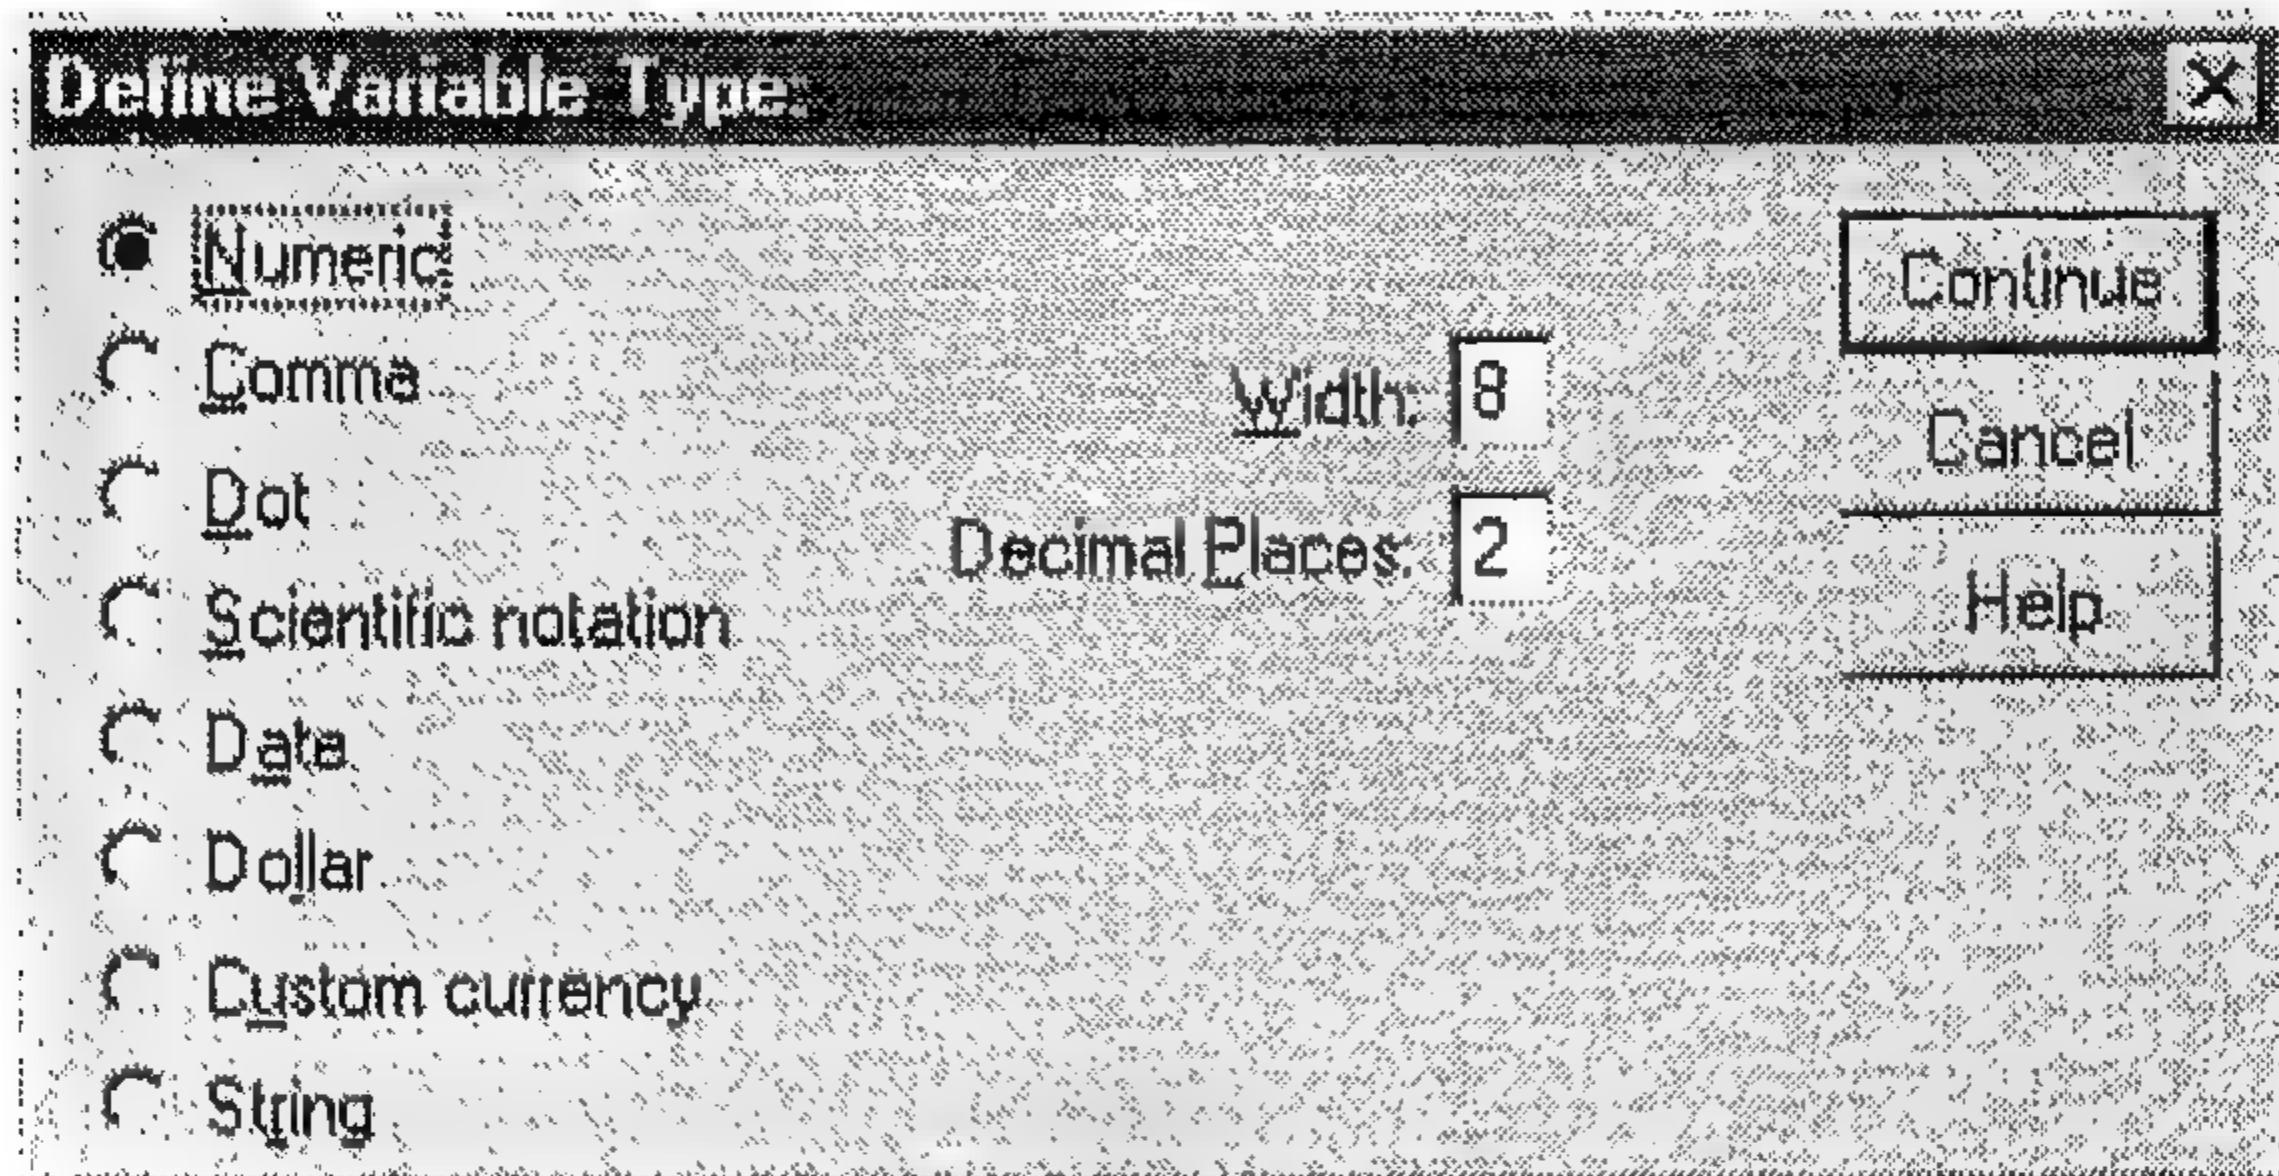 Define Variable Type:
Numeric
Comma
Dot
Scientific notation
Date
Dollar
Custom currency
String
Width: 8
Decimal Places: 2
Continue
Cancel
Help